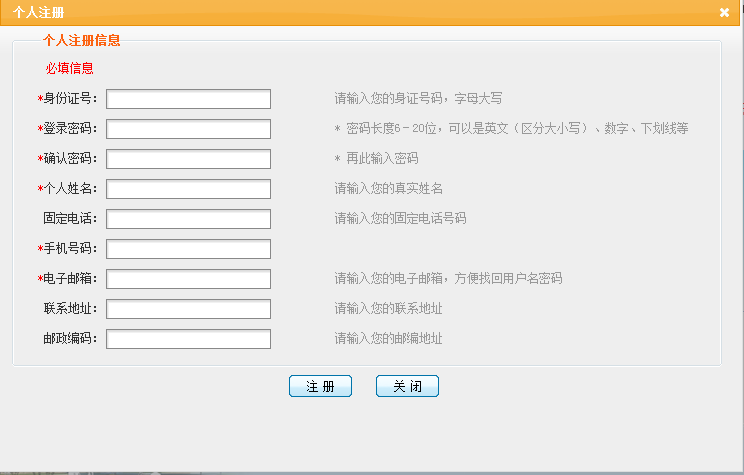 个人注册
个人注册信息
必填信息
*身份证号： 请输入您的身证号码，字母大写
*登录密码： * 密码长度6－20位，可以是英文（区分大小写）、数字、下划线等
*确认密码： * 再此输入密码
*个人姓名： 请输入您的真实姓名
固定电话： 请输入您的固定电话号码
*手机号码：
*电子邮箱： 请输入您的电子邮箱，方便找回用户名密码
联系地址： 请输入您的联系地址
邮政编码： 请输入您的邮编地址
注 册 关 闭